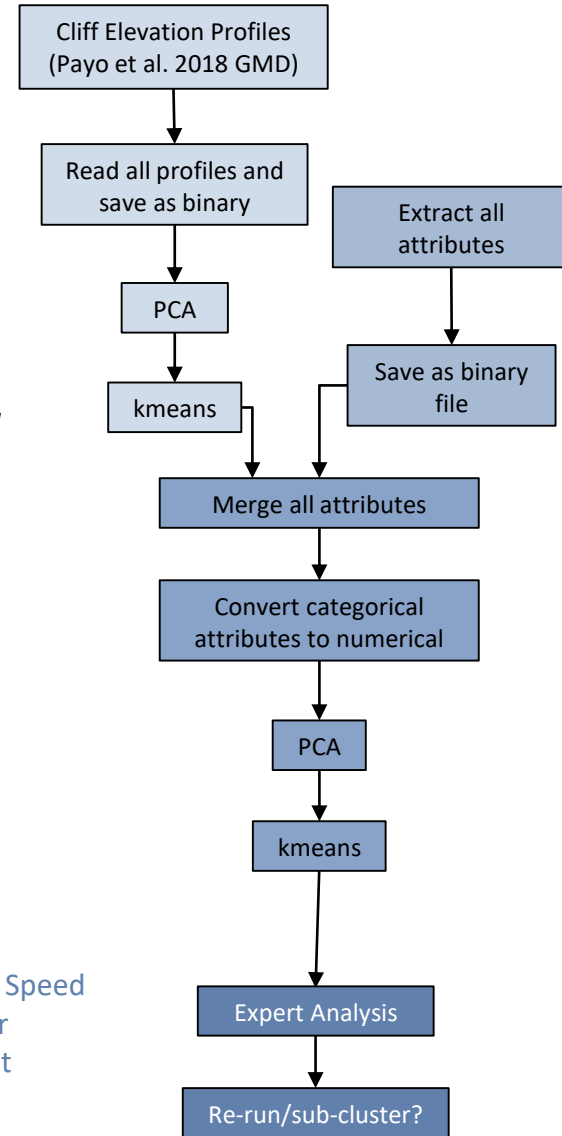 Cliff Elevation Profiles
(Payo et al. 2018 GMD)
Read all profiles and
save as binary
Extract all
attributes
PCA
Save as binary
file
kmeans
Merge all attributes
Convert categorical
attributes to numerical
PCA
kmeans
Speed
Expert Analysis
Re-run/sub-cluster?